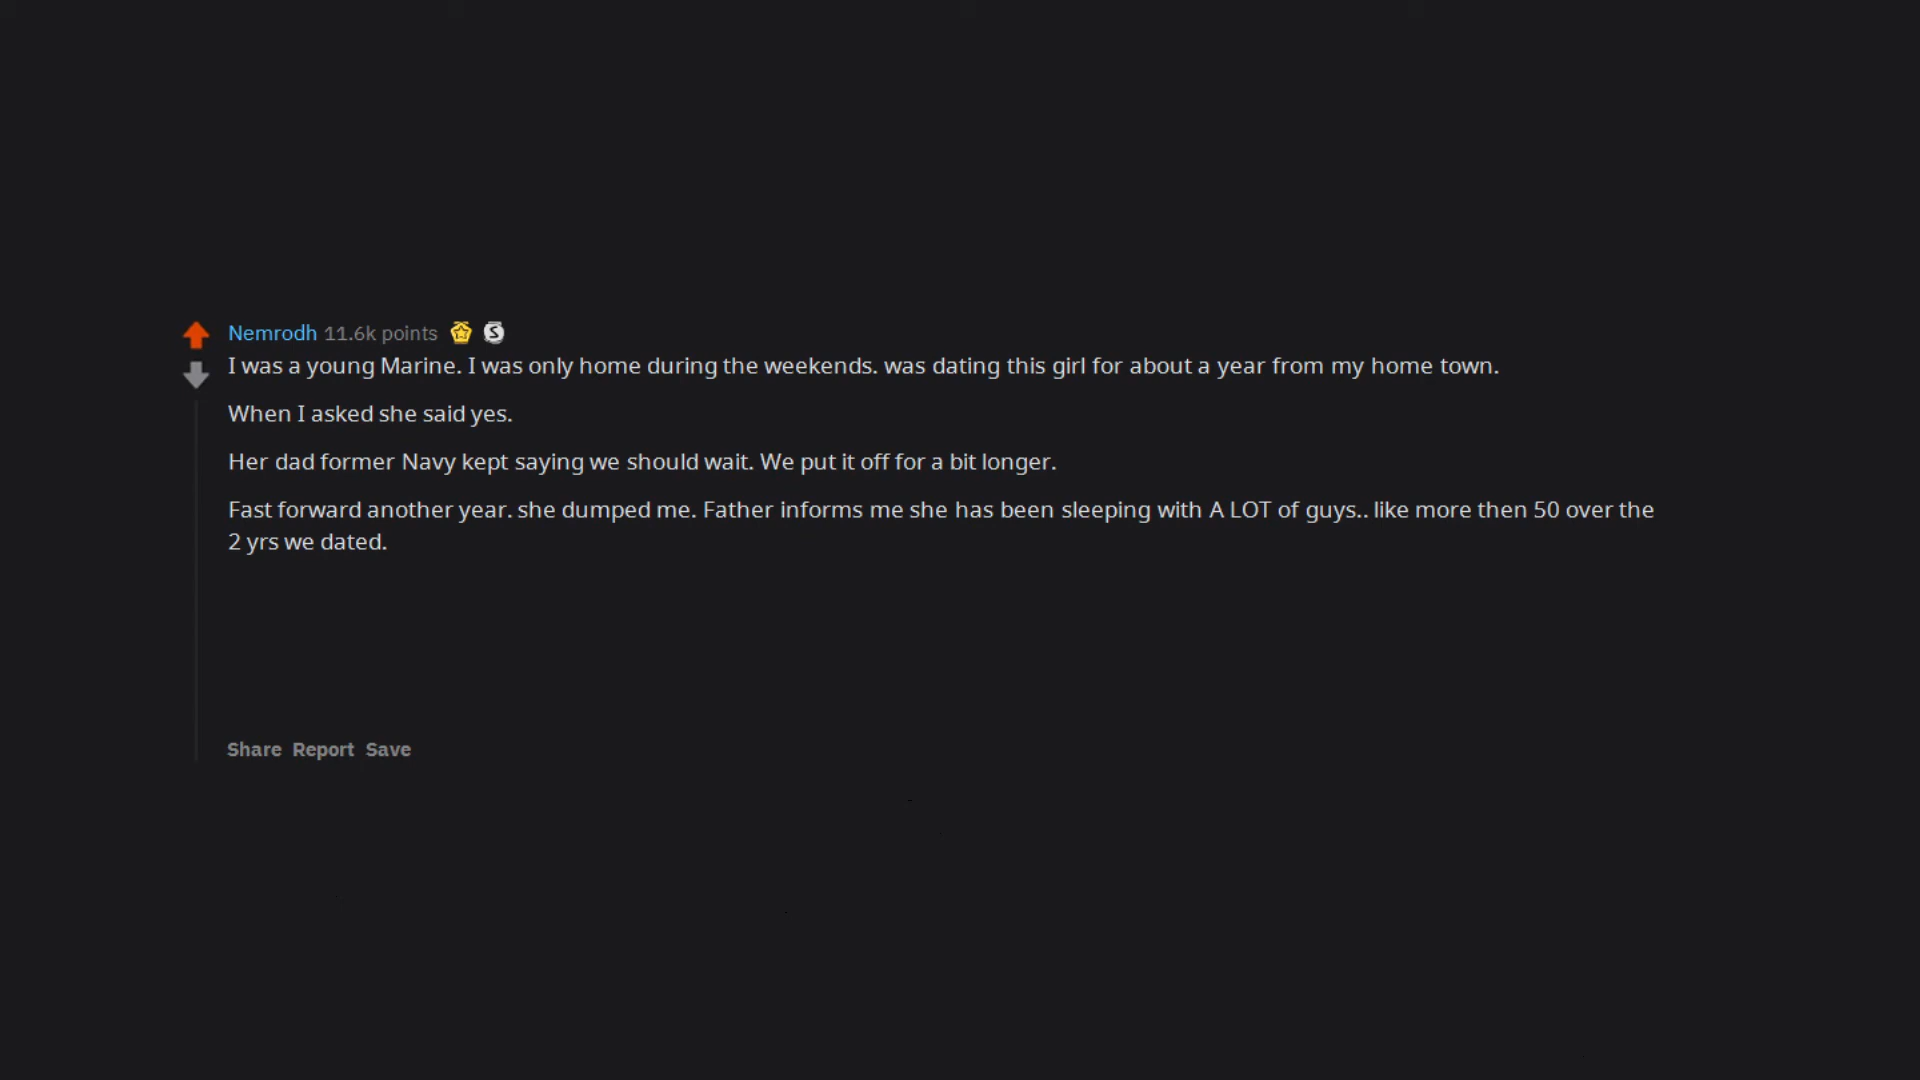 Nemrodh 11.6k points
I was a young Marine. I was only home during the weekends. was dating this girl for about a year from my home town.
When I asked she said yes.
Her dad former Navy kept saying we should wait. We put it off for a bit longer.
Fast forward another year. she dumped me. Father informs me she has been sleeping with A LOT of guys.. like more then 50 over the
2 yrs we dated.
Share Report Save